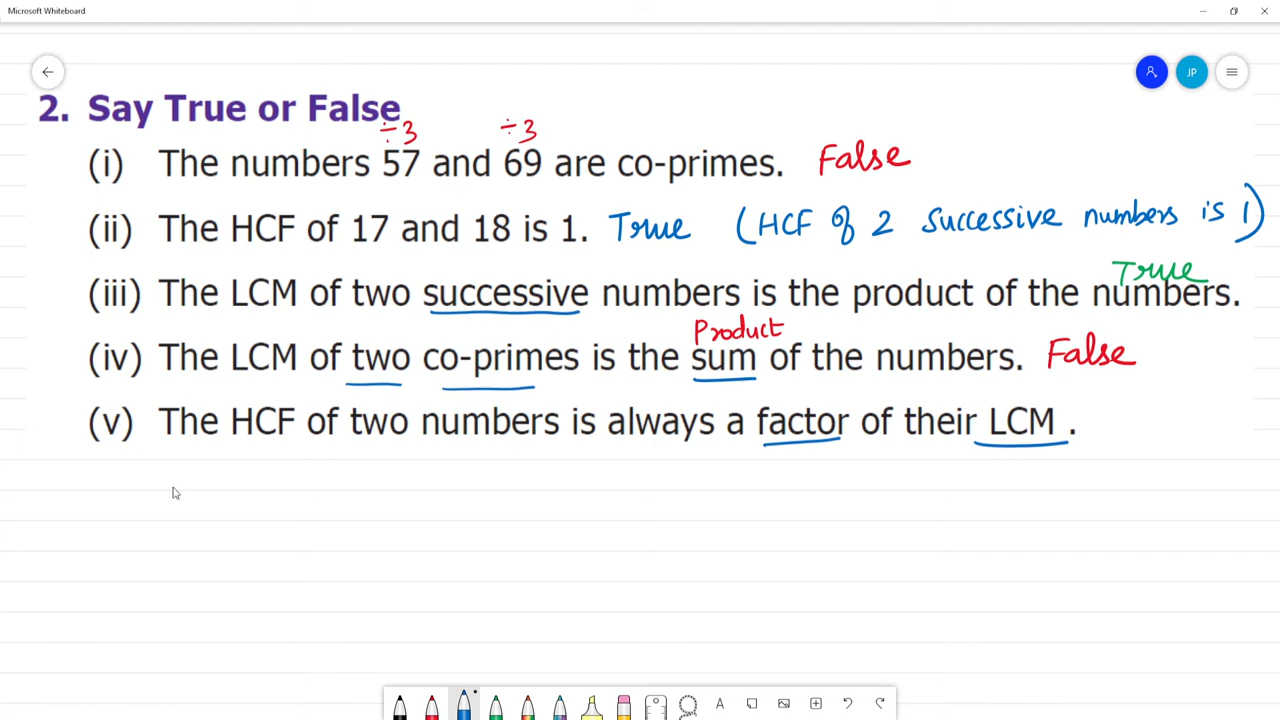 Microsoft Whiteboard
JP
2. Say True or False
÷3 ÷3
(i) The numbers 57 and 69 are co-primes. False
(ii) The HCF of 17 and 18 is 1. True (HCF of 2 successive numbers is 1)
True
(iii) The LCM of two successive numbers is the product of the numbers.
Product
(iv) The LCM of two co-primes is the sum of the numbers. False
(v) The HCF of two numbers is always a factor of their LCM .
A